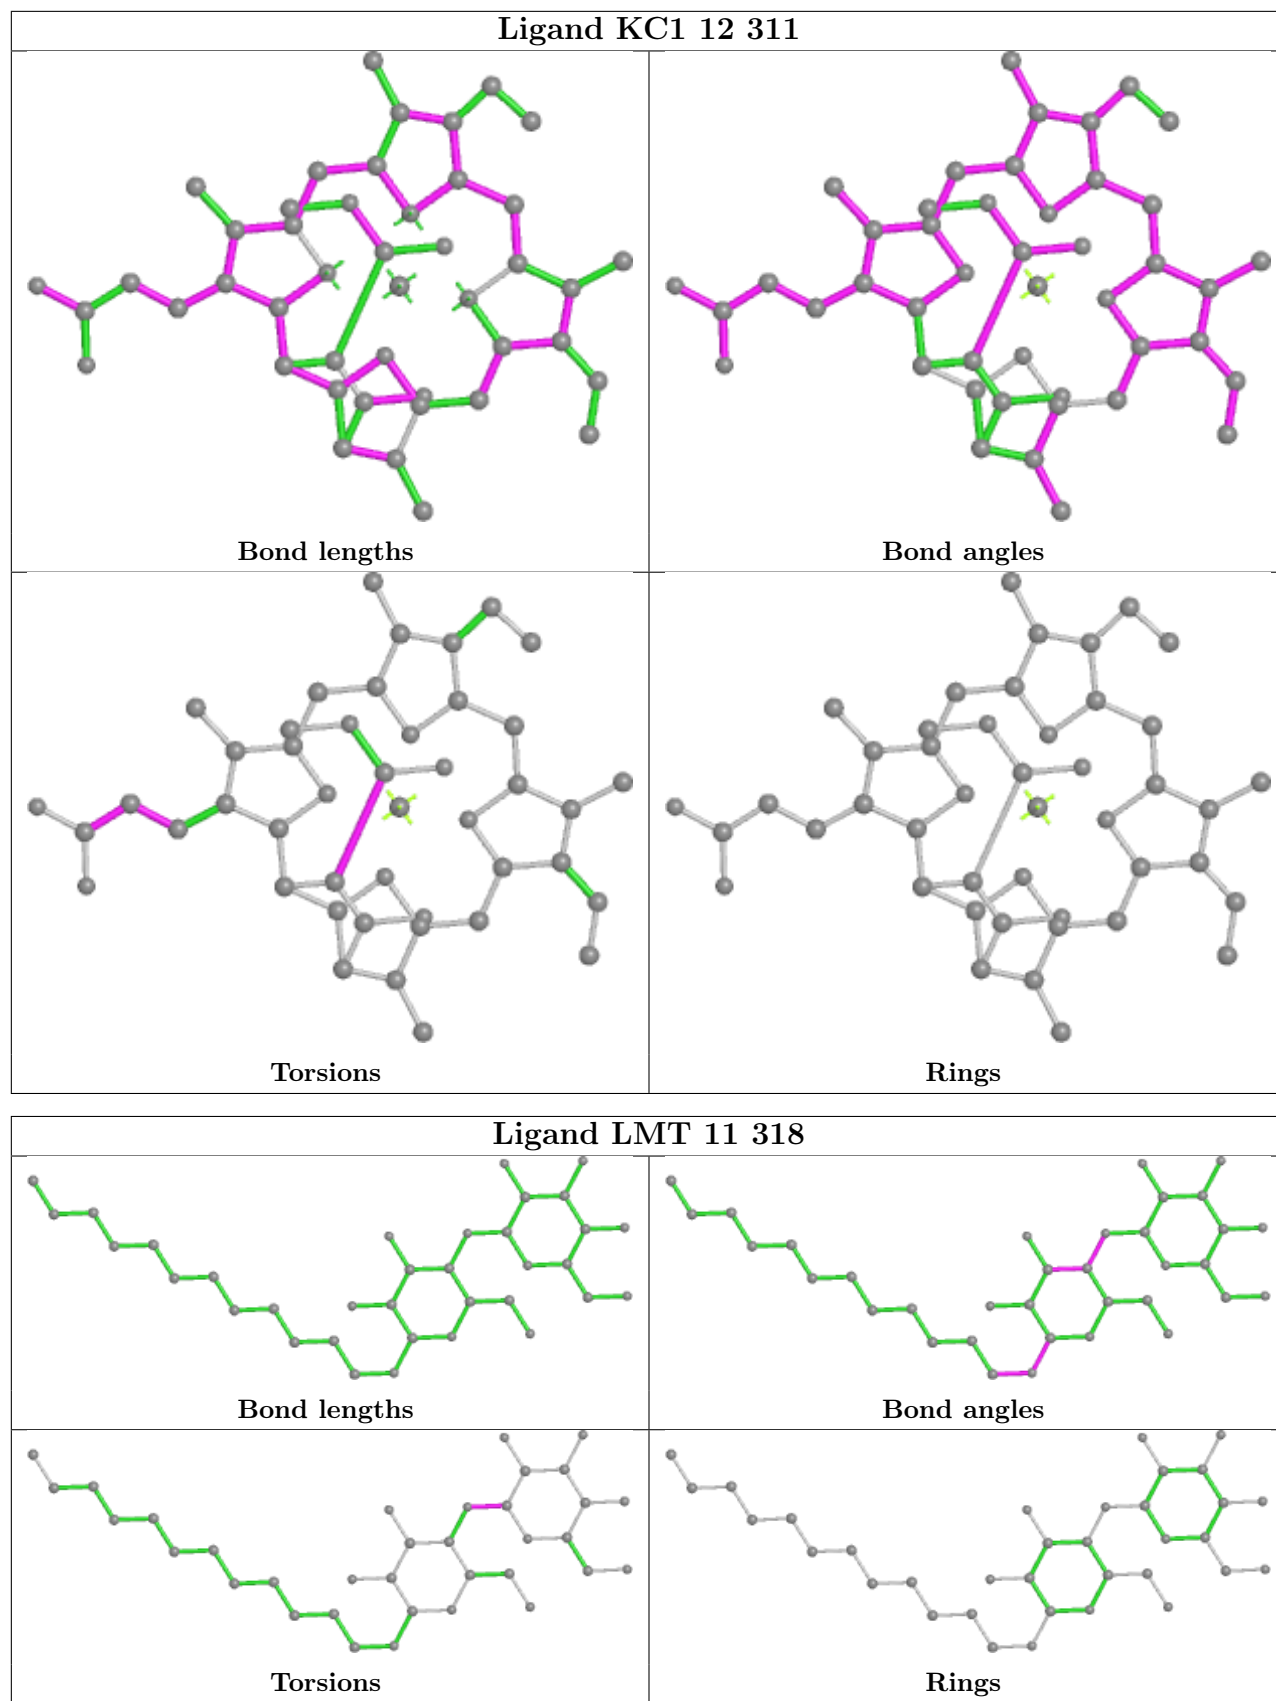 Ligand KC1 12 311
Bond lengths
Bond angles
Torsions
Rings
Ligand LMT 11 318
Bond lengths
Bond angles
Torsions
Rings